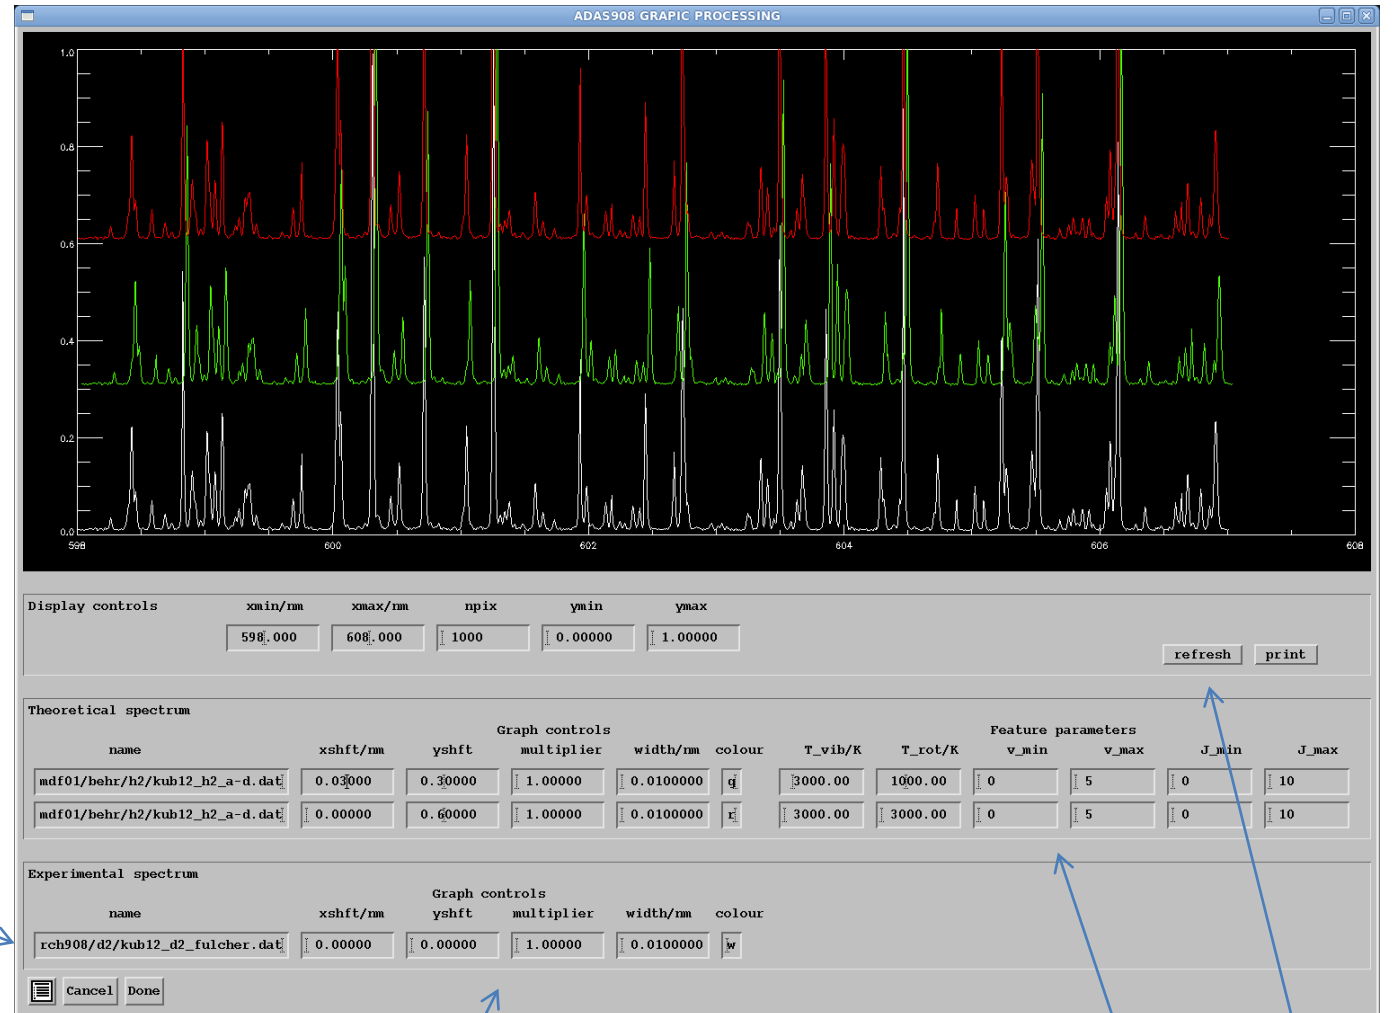 ADAS908 GRAPIC PROCESSING
1.0
0.8
0.6
0.4
0.2
0.0
598 600 602 604 606 608
Display controls xmin/nm xmax/nm npix ymin ymax
598.000 608.000 1000 0.00000 1.00000
refresh print
Theoretical spectrum
Graph controls Feature parameters
name xshft/nm yshft multiplier width/nm colour T_vib/K T_rot/K v_min v_max J_min J_max
mdf01/behr/h2/kub12_h2_a-d.dat 0.03000 0.30000 1.00000 0.0100000 g 3000.00 1000.00 0 5 0 10
mdf01/behr/h2/kub12_h2_a-d.dat 0.00000 0.60000 1.00000 0.0100000 r 3000.00 3000.00 0 5 0 10
Experimental spectrum
Graph controls
name xshft/nm yshft multiplier width/nm colour
rch908/d2/kub12_d2_fulcher.dat 0.00000 0.00000 1.00000 0.0100000 w
Cancel Done